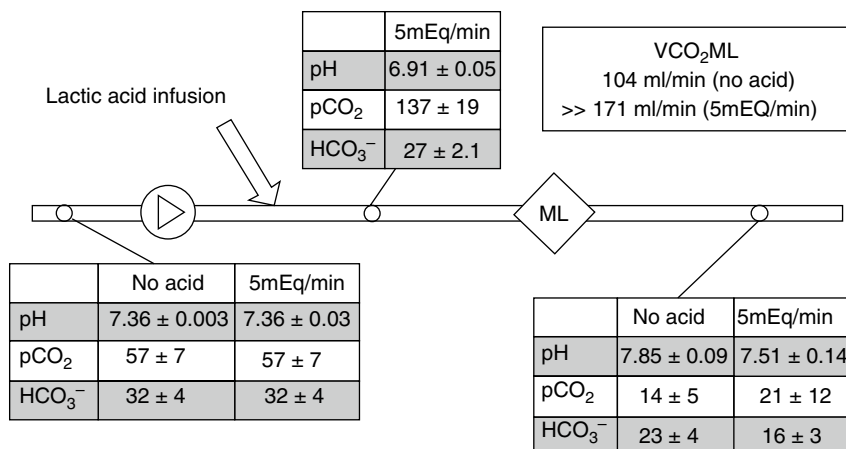 5mEq/min
pH 6.91 ± 0.05
pCO₂ 137 ± 19
HCO₃⁻ 27 ± 2.1
VCO₂ML
104 ml/min (no acid)
>> 171 ml/min (5mEQ/min)
Lactic acid infusion
ML
No acid 5mEq/min
pH 7.36 ± 0.003 7.36 ± 0.03
pCO₂ 57 ± 7 57 ± 7
HCO₃⁻ 32 ± 4 32 ± 4
No acid 5mEq/min
pH 7.85 ± 0.09 7.51 ± 0.14
pCO₂ 14 ± 5 21 ± 12
HCO₃⁻ 23 ± 4 16 ± 3